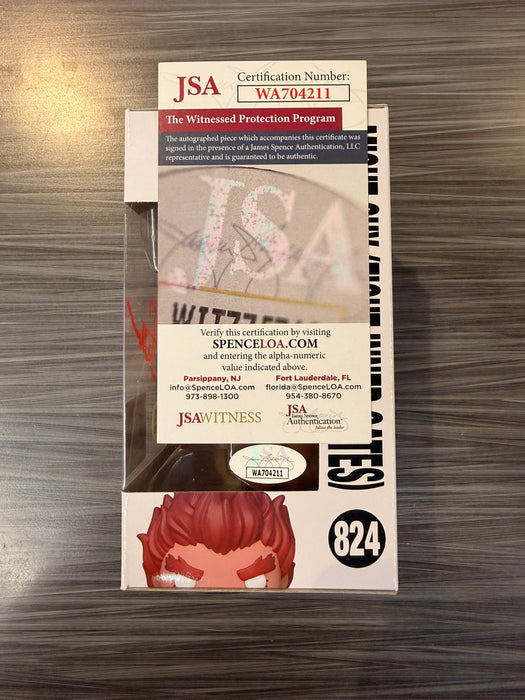 JSA
Certification Number:
WA704211
The Witnessed Protection Program
The autographed piece which accompanies this certificate was
signed in the presence of a James Spence Authentication, LLC
representative and is guaranteed to be authentic.
JSA
Verify this certification by visiting
SPENCELOA.COM
and entering the alpha-numeric
value indicated above.
Parsippany, NJ
info@SpenceLOA.com
973-898-1300
Fort Lauderdale, FL
florida@SpenceLOA.com
954-380-8670
JSAWITNESS
JSA
James Spence
Authentication
follow the leader
WA704211
824